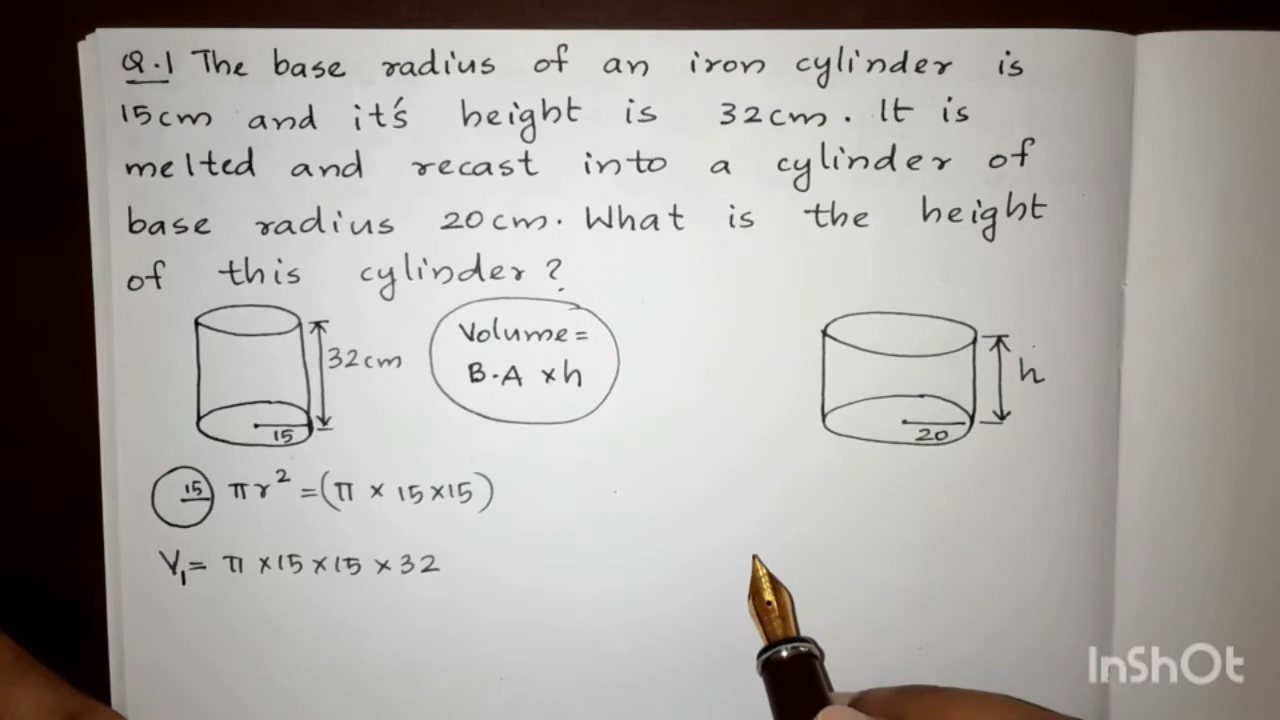 Q.1 The base radius of an iron cylinder is
15cm and it's height is 32cm. It is
melted and recast into a cylinder of
base radius 20cm. What is the height
of this cylinder?
Volume =
B.A × h
32cm
15
h
20
15 πr² = (π × 15 × 15)
V₁ = π × 15 × 15 × 32
InShOt